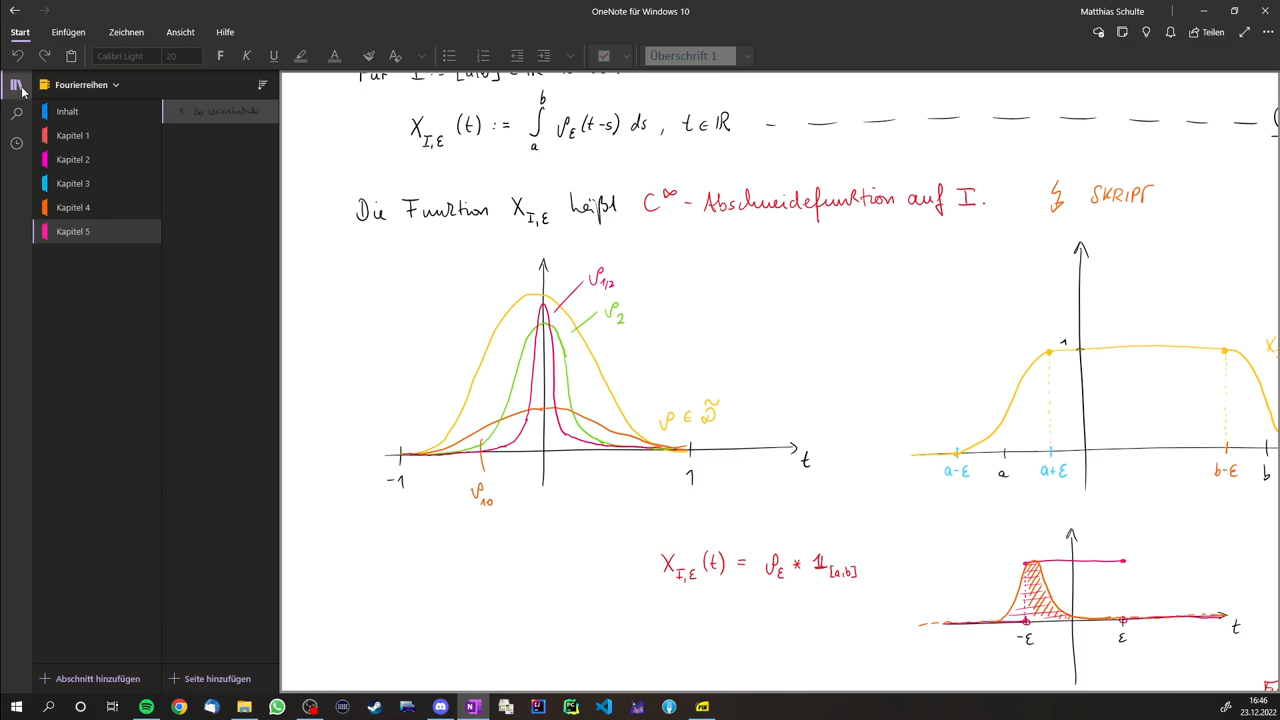 OneNote für Windows 10
Matthias Schulte
Start Einfügen Zeichnen Ansicht Hilfe
Teilen
Calibri Light 20 F K U A A Überschrift 1
Fourierreihen
Inhalt
Kapitel 1
Kapitel 2
Kapitel 3
Kapitel 4
Kapitel 5
Abschnitt hinzufügen
Seite hinzufügen
X_{I,ε} (t) := ∫_a^b ρ_ε (t-s) ds , t ∈ ℝ
Die Funktion X_{I,ε} heißt C^∞ - Abschneidefunktion auf I. SKRIPT
ρ_{1/2}
ρ_2
1
ρ ∈ D̃
t
-1 1
ρ_{10}
a-ε a a+ε b-ε b
X_{I,ε}(t) = ρ_ε * 𝟙_{[a,b]}
-ε ε t
16:46
23.12.2022